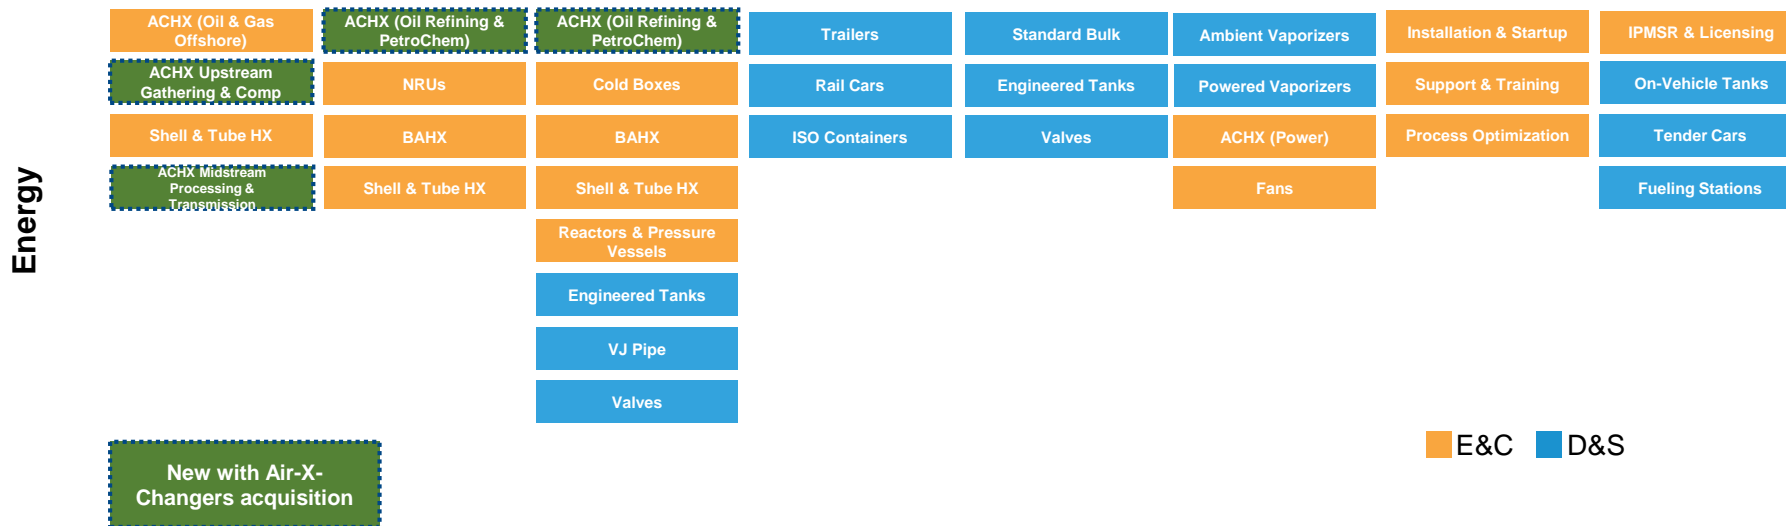 Energy
ACHX (Oil & Gas
Offshore)
ACHX Upstream
Gathering & Comp
Shell & Tube HX
ACHX Midstream
Processing &
Transmission
ACHX (Oil Refining &
PetroChem)
NRUs
BAHX
Shell & Tube HX
ACHX (Oil Refining &
PetroChem)
Cold Boxes
BAHX
Shell & Tube HX
Reactors & Pressure
Vessels
Engineered Tanks
VJ Pipe
Valves
Trailers
Rail Cars
ISO Containers
Standard Bulk
Engineered Tanks
Valves
Ambient Vaporizers
Powered Vaporizers
ACHX (Power)
Fans
Installation & Startup
Support & Training
Process Optimization
IPMSR & Licensing
On-Vehicle Tanks
Tender Cars
Fueling Stations
New with Air-X-
Changers acquisition
E&C
D&S